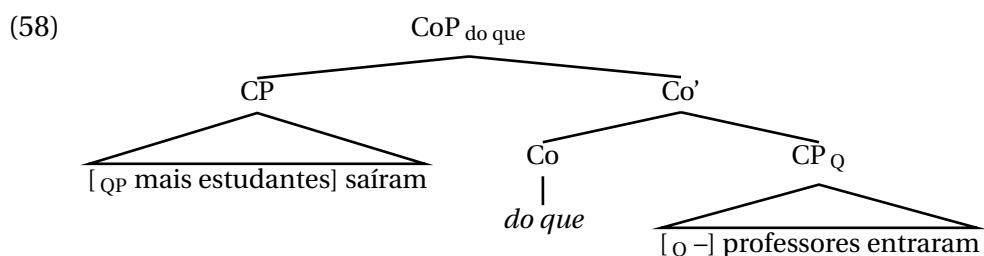 (58)
CoP do que
CP Co’
Co CP Q
[ QP mais estudantes] saíram
do que
[ Q –] professores entraram